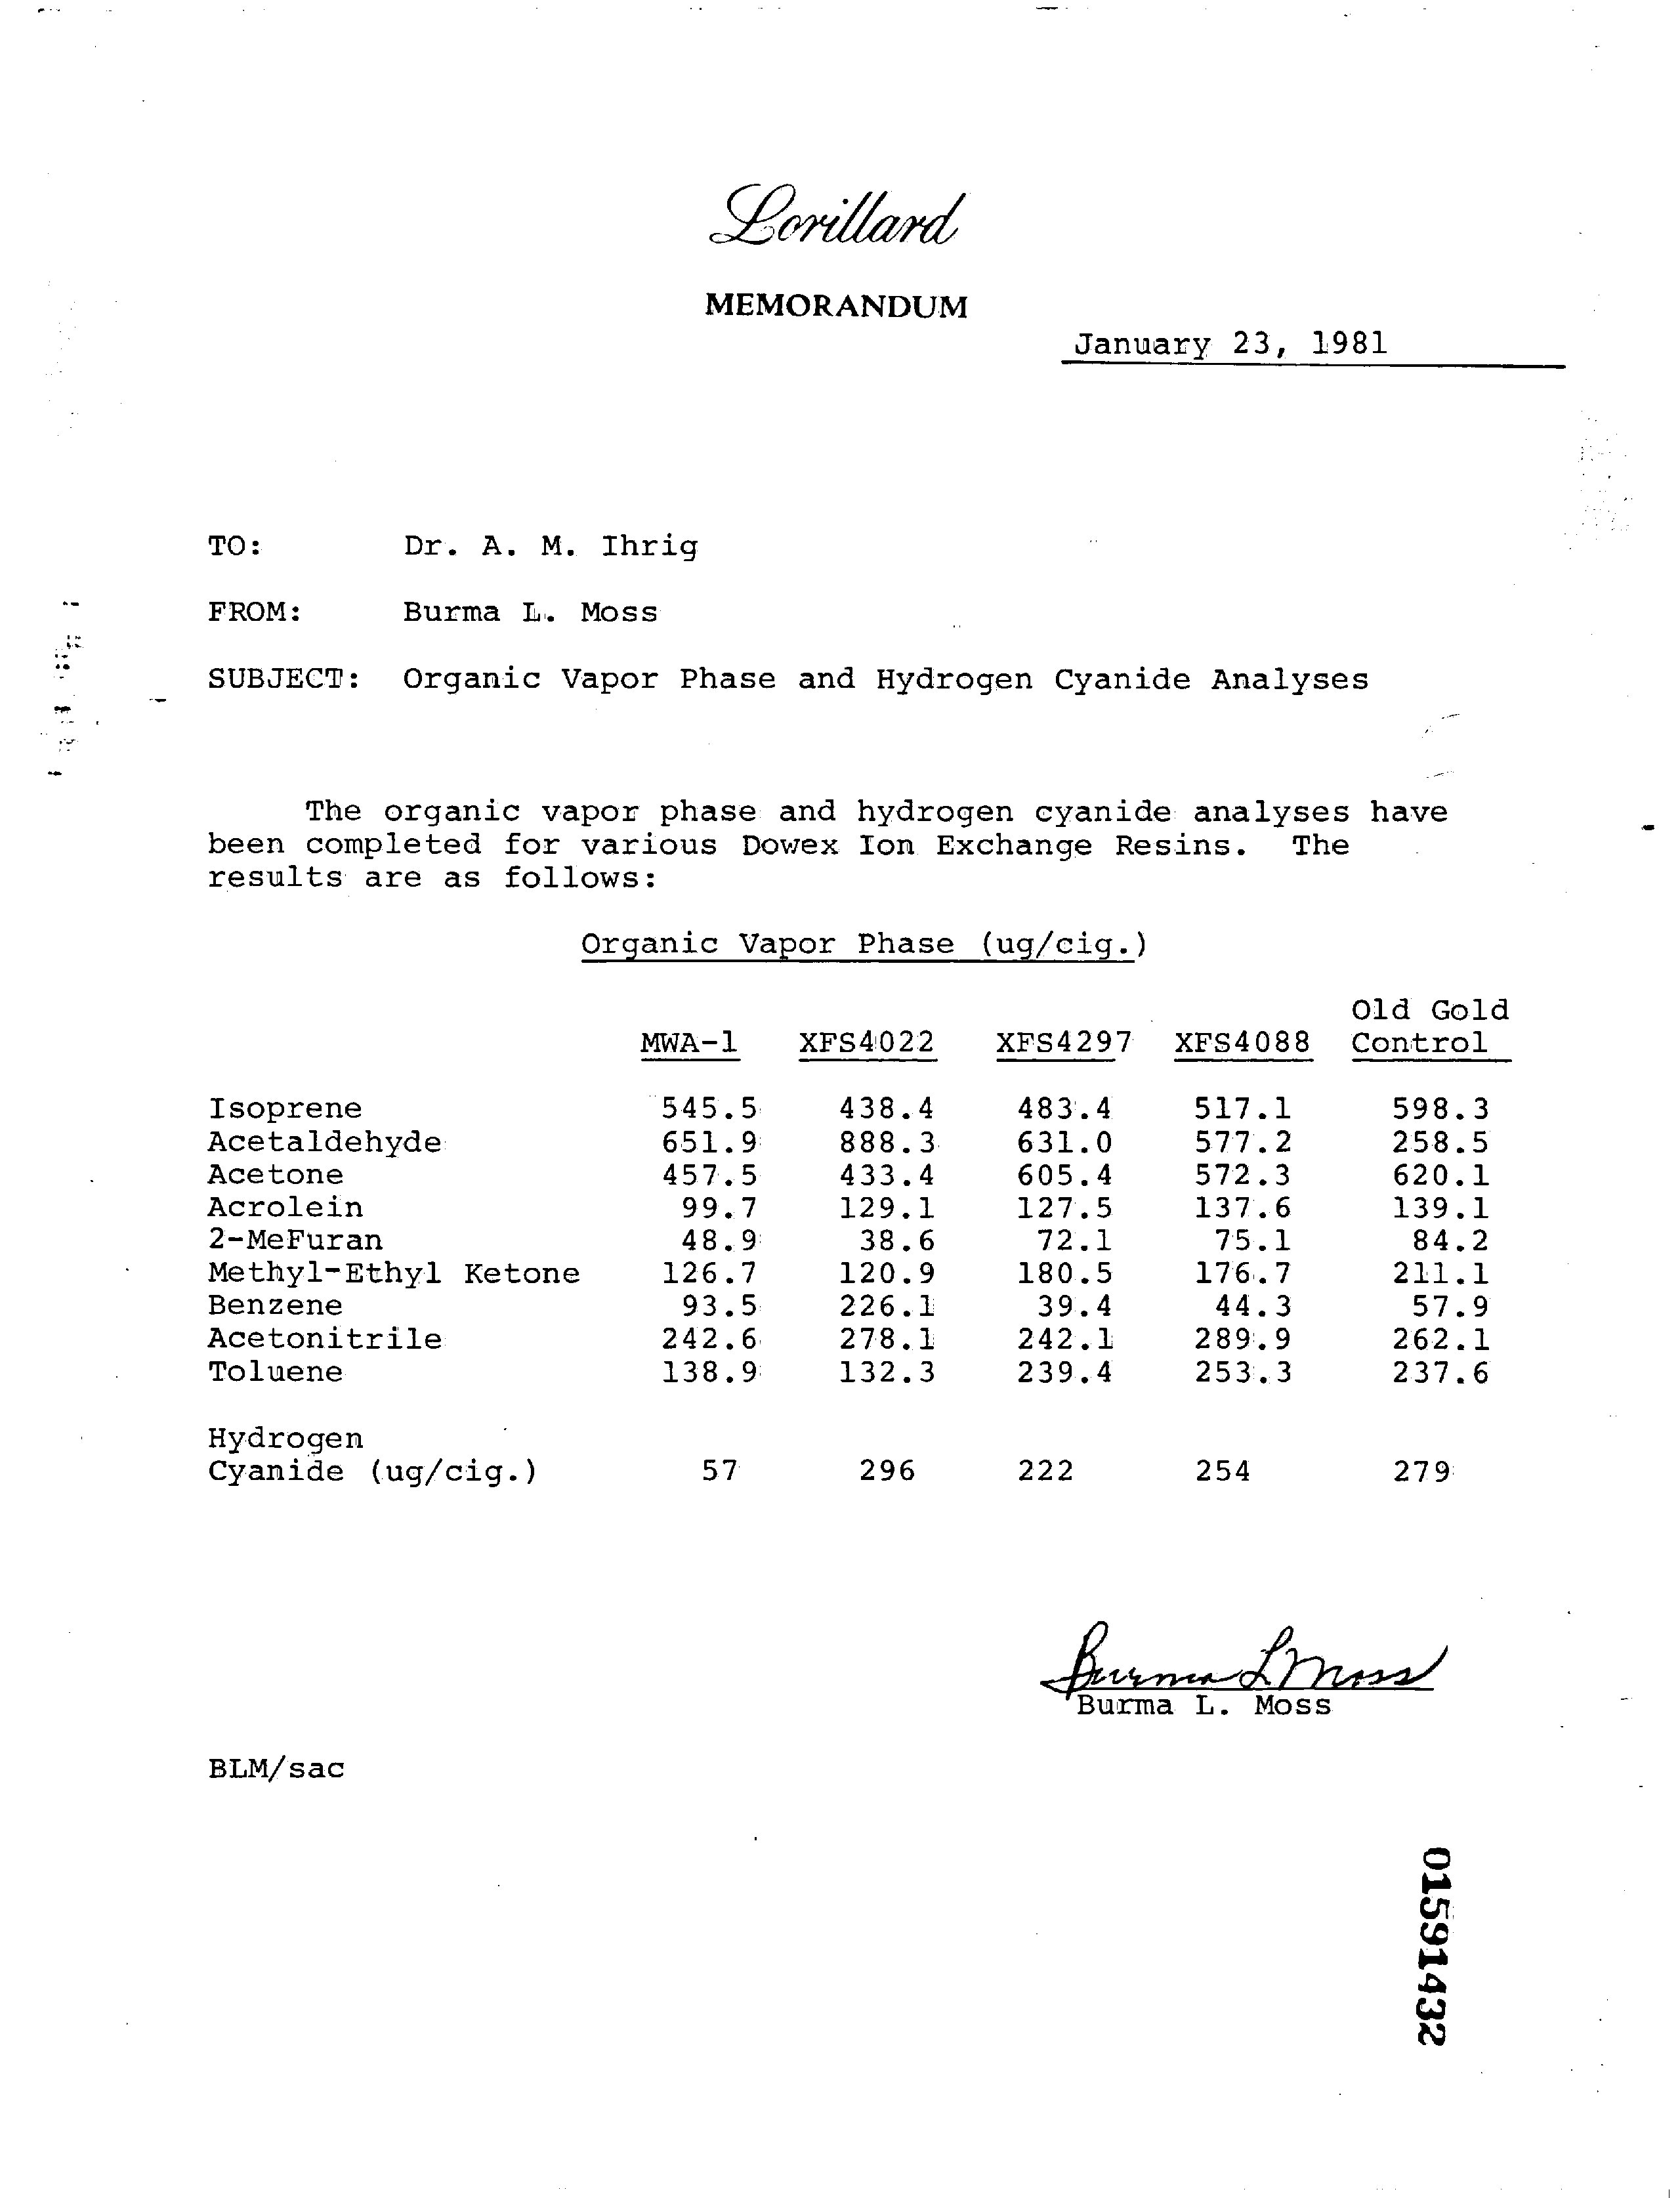 Lorillard
MEMORANDUM
January 23, 1981
TO: Dr. A. M. Ihrig
FROM: Burma L. Moss
SUBJECT: Organic Vapor Phase and Hydrogen Cyanide Analyses
The organic vapor phase and hydrogen cyanide analyses have
been completed for various Dowex Ion Exchange Resins. The
results are as follows:
Organic Vapor Phase (ug/cig.)
Old Gold
MWA-1 XFS4022 XFS4297 XFS4088 Control
Isoprene 545.5 438.4 483.4 517.1 598.3
Acetaldehyde 651.9 888.3 631.0 577.2 258.5
Acetone 457.5 433.4 605.4 572.3 620.1
Acrolein 99.7 129.1 127.5 137.6 139.1
2-MeFuran 48.9 38.6 72.1 75.1 84.2
Methyl-Ethyl Ketone 126.7 120.9 180.5 176.7 211.1
Benzene 93.5 226.1 39.4 44.3 57.9
Acetonitrile 242.6 278.1 242.1 289.9 262.1
Toluene 138.9 132.3 239.4 253.3 237.6
Hydrogen
Cyanide (ug/cig.) 57 296 222 254 279
Burma L Moss
Burma L. Moss
BLM/sac
01591432